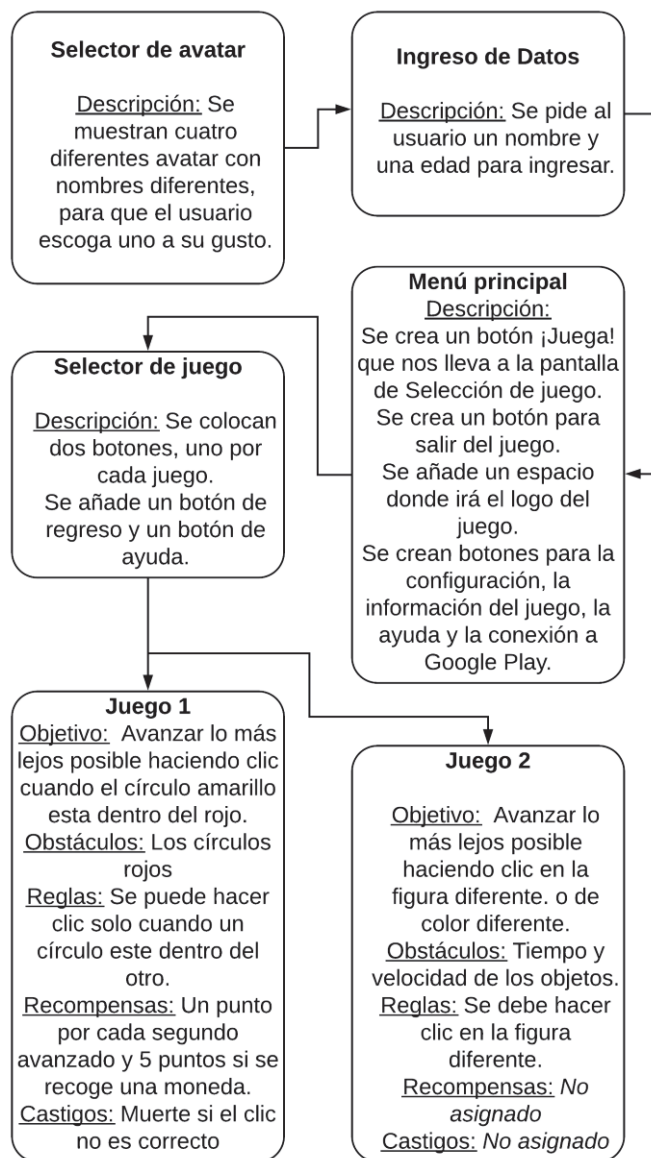 Selector de avatar
Descripción: Se
muestran cuatro
diferentes avatar con
nombres diferentes,
para que el usuario
escoga uno a su gusto.
Ingreso de Datos
Descripción: Se pide al
usuario un nombre y
una edad para ingresar.
Menú principal
Descripción:
Se crea un botón ¡Juega!
que nos lleva a la pantalla
de Selección de juego.
Se crea un botón para
salir del juego.
Se añade un espacio
donde irá el logo del
juego.
Se crean botones para la
configuración, la
información del juego, la
ayuda y la conexión a
Google Play.
Selector de juego
Descripción: Se colocan
dos botones, uno por
cada juego.
Se añade un botón de
regreso y un botón de
ayuda.
Juego 1
Objetivo: Avanzar lo más
lejos posible haciendo clic
cuando el círculo amarillo
esta dentro del rojo.
Obstáculos: Los círculos
rojos
Reglas: Se puede hacer
clic solo cuando un
círculo este dentro del
otro.
Recompensas: Un punto
por cada segundo
avanzado y 5 puntos si se
recoge una moneda.
Castigos: Muerte si el clic
no es correcto
Juego 2
Objetivo: Avanzar lo
más lejos posible
haciendo clic en la
figura diferente. o de
color diferente.
Obstáculos: Tiempo y
velocidad de los objetos.
Reglas: Se debe hacer
clic en la figura
diferente.
Recompensas: No
asignado
Castigos: No asignado